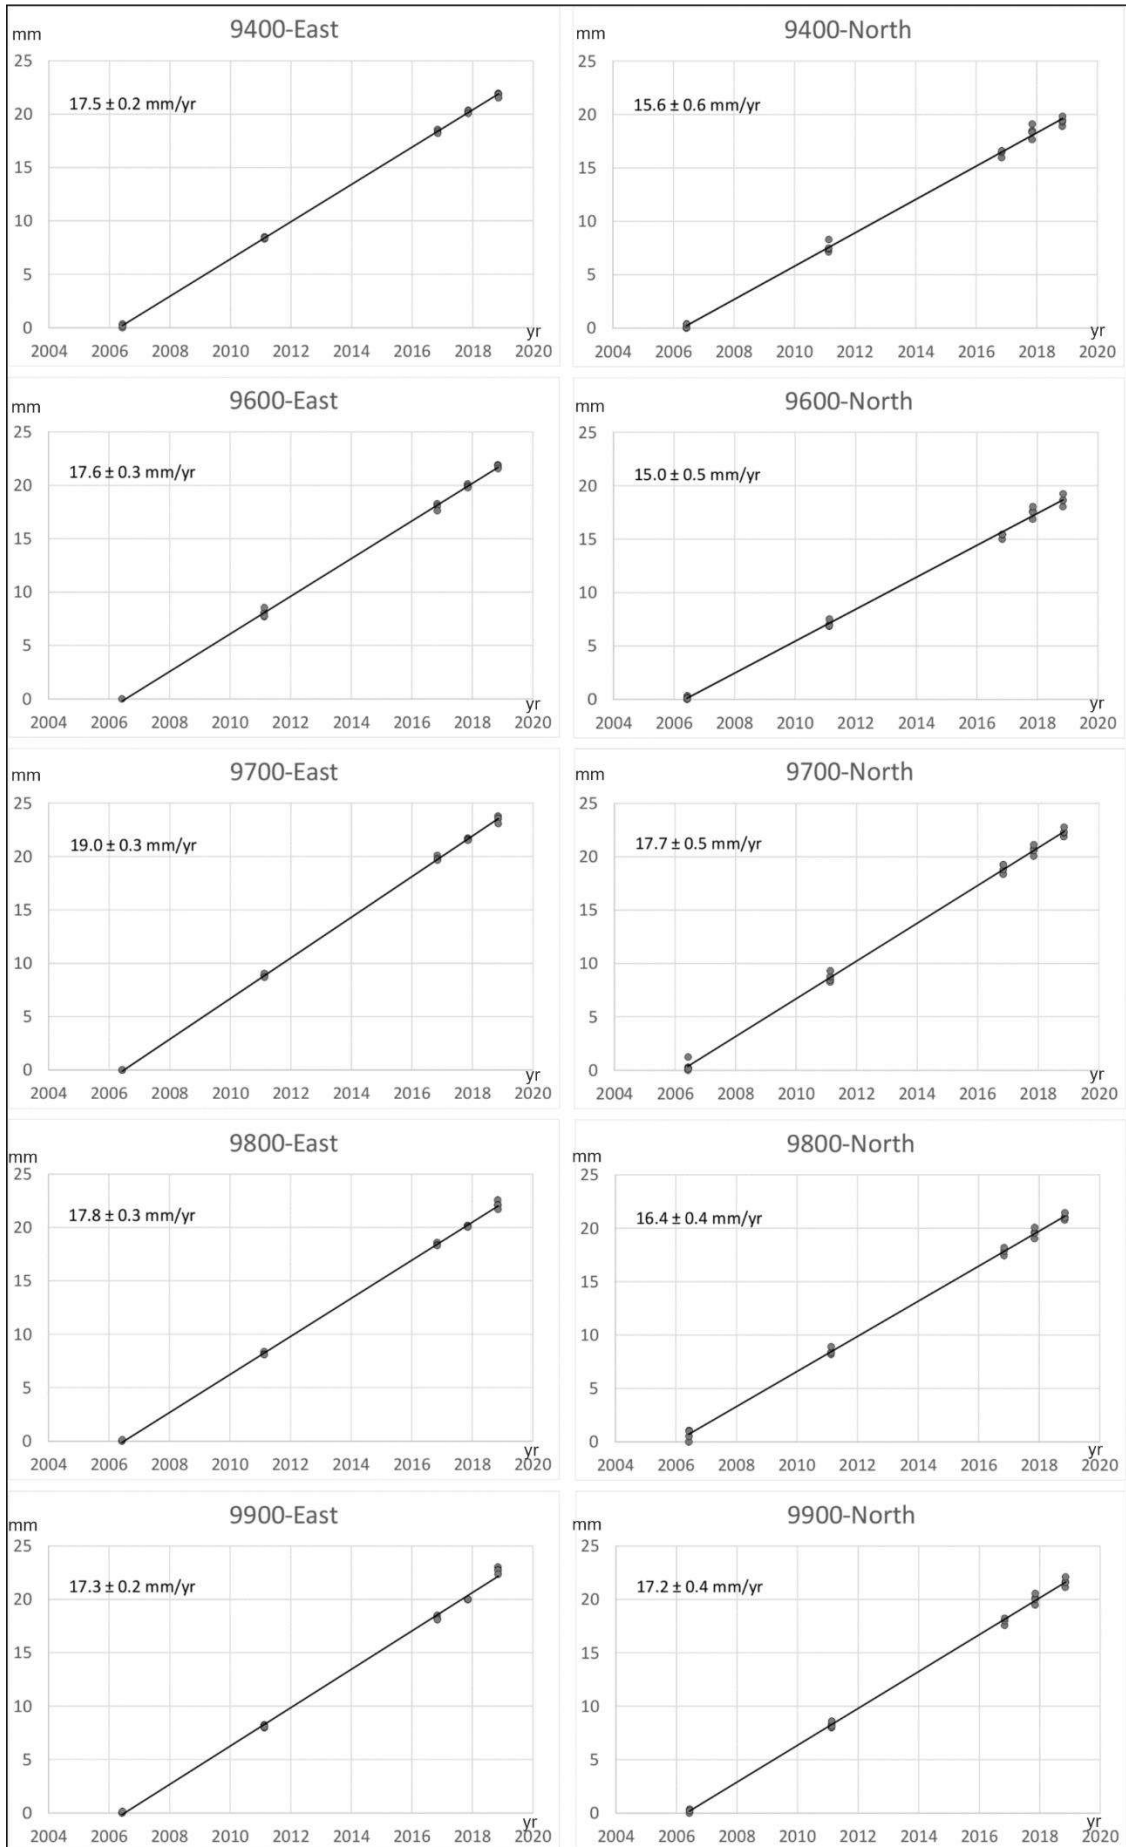 mm 9400-East
25
17.5 ± 0.2 mm/yr
20
15
10
5
0 yr
2004 2006 2008 2010 2012 2014 2016 2018 2020
mm 9400-North
25
15.6 ± 0.6 mm/yr
20
15
10
5
0 yr
2004 2006 2008 2010 2012 2014 2016 2018 2020
mm 9600-East
25
17.6 ± 0.3 mm/yr
20
15
10
5
0 yr
2004 2006 2008 2010 2012 2014 2016 2018 2020
mm 9600-North
25
15.0 ± 0.5 mm/yr
20
15
10
5
0 yr
2004 2006 2008 2010 2012 2014 2016 2018 2020
mm 9700-East
25
19.0 ± 0.3 mm/yr
20
15
10
5
0 yr
2004 2006 2008 2010 2012 2014 2016 2018 2020
mm 9700-North
25
17.7 ± 0.5 mm/yr
20
15
10
5
0 yr
2004 2006 2008 2010 2012 2014 2016 2018 2020
mm 9800-East
25
17.8 ± 0.3 mm/yr
20
15
10
5
0 yr
2004 2006 2008 2010 2012 2014 2016 2018 2020
mm 9800-North
25
16.4 ± 0.4 mm/yr
20
15
10
5
0 yr
2004 2006 2008 2010 2012 2014 2016 2018 2020
mm 9900-East
25
17.3 ± 0.2 mm/yr
20
15
10
5
0 yr
2004 2006 2008 2010 2012 2014 2016 2018 2020
mm 9900-North
25
17.2 ± 0.4 mm/yr
20
15
10
5
0 yr
2004 2006 2008 2010 2012 2014 2016 2018 2020